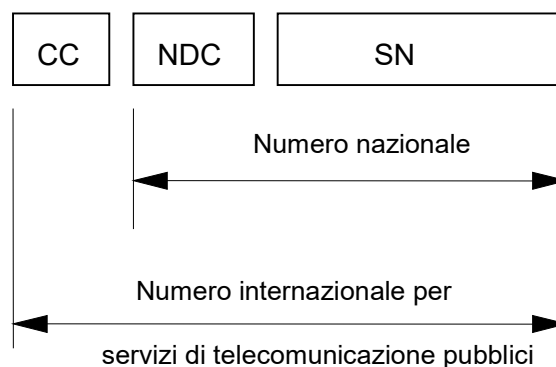 CC NDC SN
Numero nazionale
Numero internazionale per
servizi di telecomunicazione pubblici